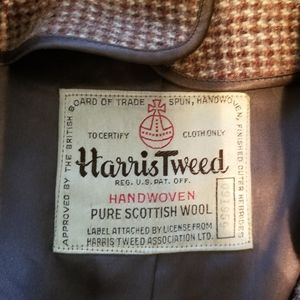 APPROVED BY THE BRITISH BOARD OF TRADE SPUN, HANDWOVEN, FINISHED OUTER HEBRIDES
TO CERTIFY CLOTH ONLY
Harris Tweed
REG. U.S. PAT. OFF.
HANDWOVEN
PURE SCOTTISH WOOL
LABEL ATTACHED BY LICENSE FROM
HARRIS TWEED ASSOCIATION LTD.